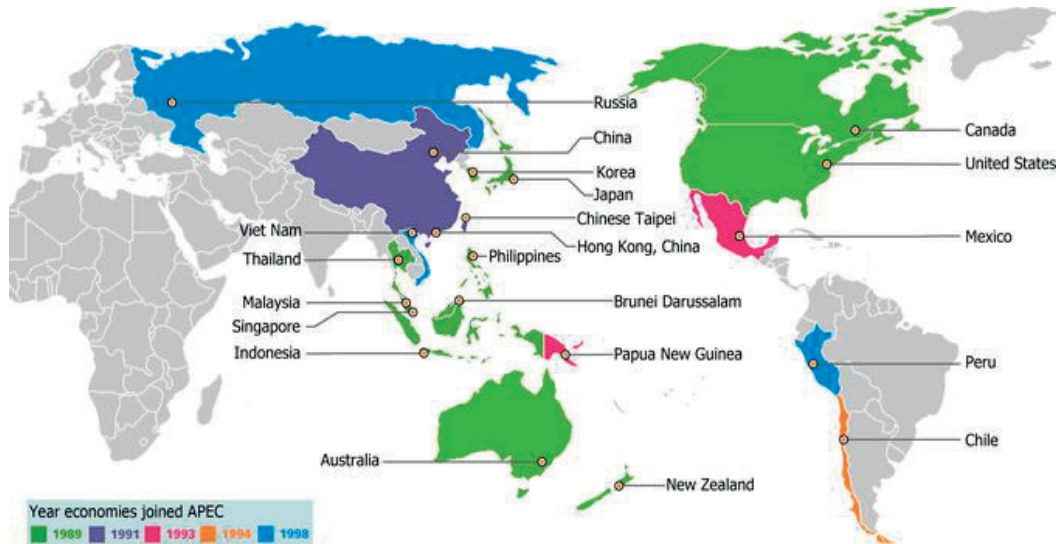 Russia
China
Canada
United States
Korea
Japan
Chinese Taipei
Viet Nam
Hong Kong, China
Mexico
Thailand
Philippines
Malaysia
Brunei Darussalam
Singapore
Indonesia
Papua New Guinea
Peru
Chile
Australia
New Zealand
Year economies joined APEC
1989 1991 1993 1994 1998